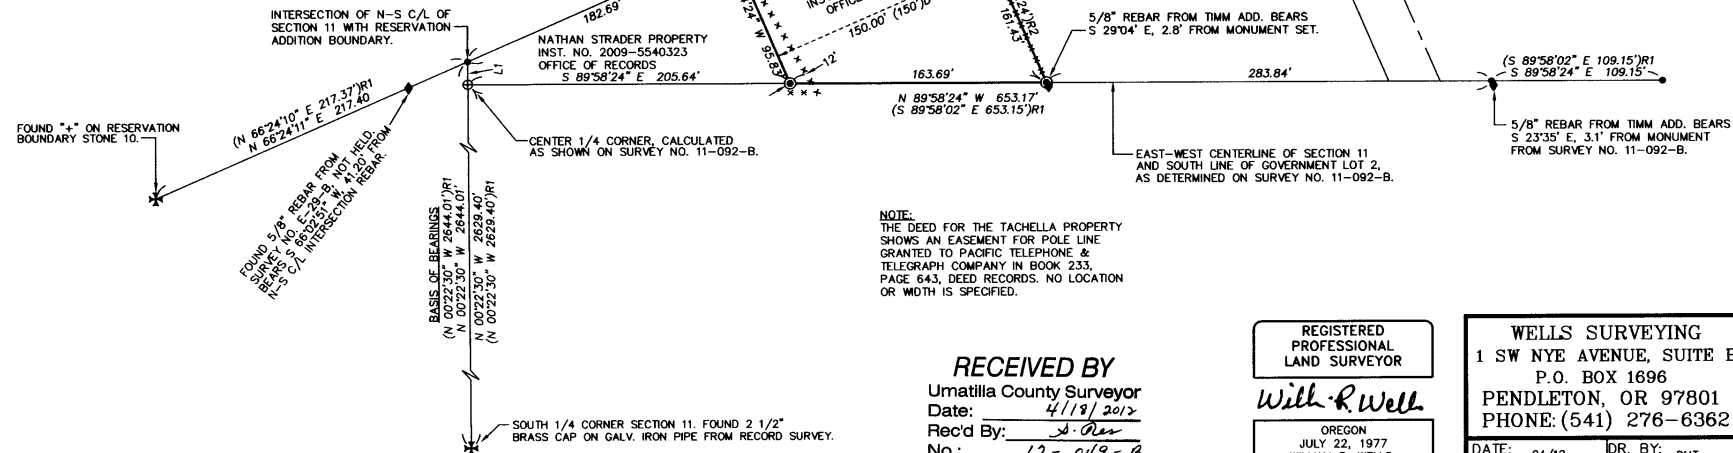 INTERSECTION OF N-S C/L OF
SECTION 11 WITH RESERVATION
ADDITION BOUNDARY.
182.69'
NATHAN STRADER PROPERTY
INST. NO. 2009-5540323
OFFICE OF RECORDS
S 89°58'24" E 205.64'
L1
W 95.83'
12'
150.00' (150')D
161.43'
5/8" REBAR FROM TIMM ADD. BEARS
S 29°04' E, 2.8' FROM MONUMENT SET.
163.69'
N 89°58'24" W 653.17'
(S 89°58'02" E 653.15')R1
283.84'
(S 89°58'02" E 109.15')R1
S 89°58'24" E 109.15'
5/8" REBAR FROM TIMM ADD. BEARS
S 23°35' E, 3.1' FROM MONUMENT
FROM SURVEY NO. 11-092-B.
EAST-WEST CENTERLINE OF SECTION 11
AND SOUTH LINE OF GOVERNMENT LOT 2,
AS DETERMINED ON SURVEY NO. 11-092-B.
CENTER 1/4 CORNER, CALCULATED
AS SHOWN ON SURVEY NO. 11-092-B.
(N 66°24'10" E 217.37')R1
N 66°24'11" E 217.40
FOUND "+" ON RESERVATION
BOUNDARY STONE 10.
FOUND 5/8" REBAR FROM
SURVEY NO. E-29-B, NOT HELD.
BEARS S 66°02'51" W, 41.20' FROM
N-S C/L INTERSECTION REBAR.
BASIS OF BEARINGS
(N 00°22'30" W 2644.01')R1
N 00°22'30" W 2644.01'
N 00°22'30" W 2629.40'
(N 00°22'30" W 2629.40')R1
NOTE:
THE DEED FOR THE TACHELLA PROPERTY
SHOWS AN EASEMENT FOR POLE LINE
GRANTED TO PACIFIC TELEPHONE &
TELEGRAPH COMPANY IN BOOK 233,
PAGE 643, DEED RECORDS. NO LOCATION
OR WIDTH IS SPECIFIED.
SOUTH 1/4 CORNER SECTION 11. FOUND 2 1/2"
BRASS CAP ON GALV. IRON PIPE FROM RECORD SURVEY.
RECEIVED BY
Umatilla County Surveyor
Date: 4/18/2012
Rec'd By:
No.:
REGISTERED
PROFESSIONAL
LAND SURVEYOR
Will R. Wells
OREGON
JULY 22, 1977
WELLS SURVEYING
1 SW NYE AVENUE, SUITE
P.O. BOX 1696
PENDLETON, OR 97801
PHONE: (541) 276-6362
DATE:
DR. BY: